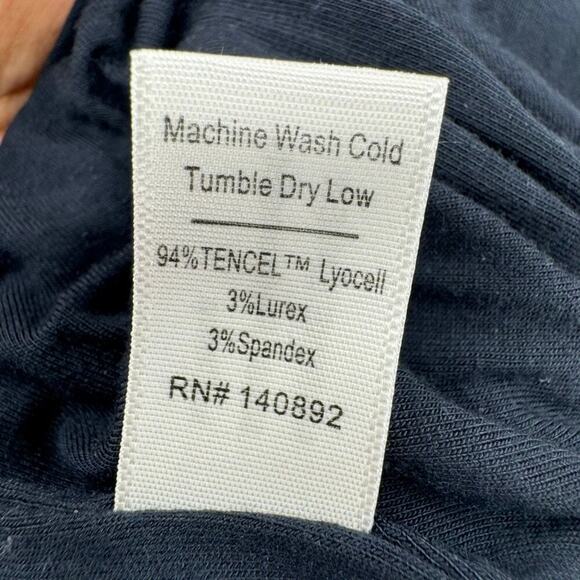 Machine Wash Cold
Tumble Dry Low
94%TENCEL™ Lyocell
3%Lurex
3%Spandex
RN# 140892